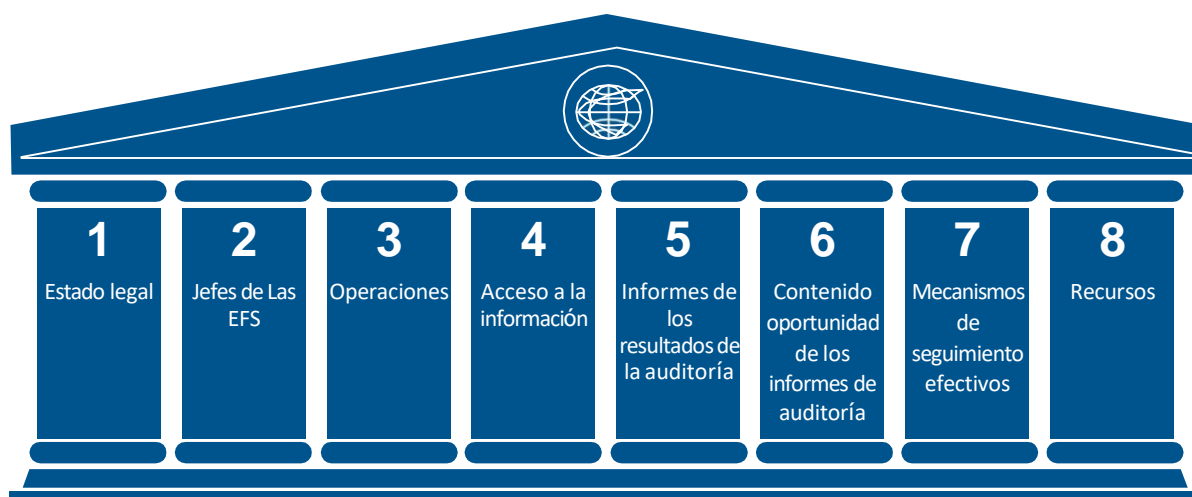 1
Estado legal
2
Jefes de Las
EFS
3
Operaciones
4
Acceso a la
información
5
Informes de
los
resultados de
la auditoría
6
Contenido
oportunidad
de los
informes de
auditoría
7
Mecanismos
de
seguimiento
efectivos
8
Recursos